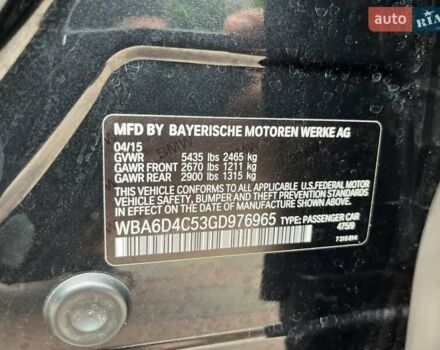 AUTO.RIA
MFD BY BAYERISCHE MOTOREN WERKE AG
04/15
GVWR 5435 lbs 2465 kg
GAWR FRONT 2670 lbs 1211 kg
GAWR REAR 2900 lbs 1315 kg
THIS VEHICLE CONFORMS TO ALL APPLICABLE U.S. FEDERAL MOTOR
VEHICLE SAFETY, BUMPER, AND THEFT
PREVENTION STANDARDS IN EFFECT ON THE
DATE OF MANUFACTURE SHOWN ABOVE.
WBA6D4C53GD976965 TYPE: PASSENGER CAR
475/9